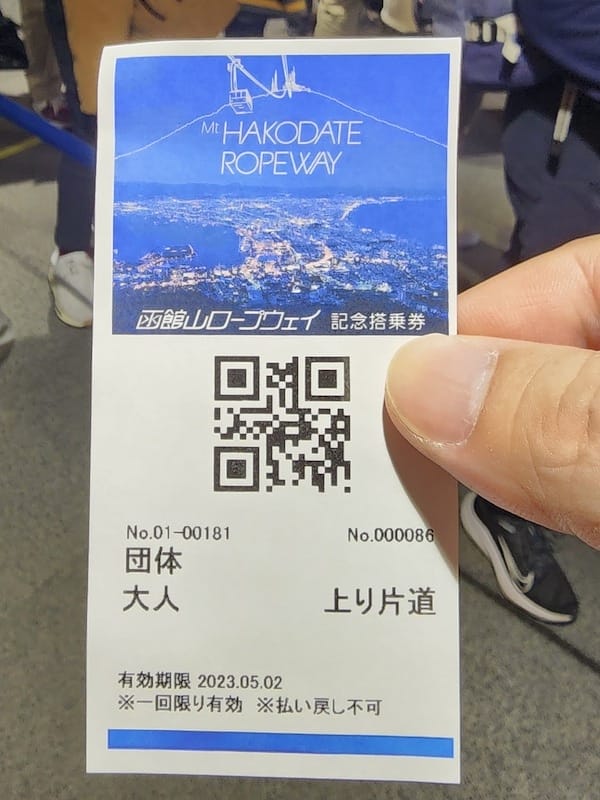 Mt. HAKODATE
ROPEWAY
函館山ロープウェイ 記念搭乗券
No.01-00181 No.000086
団体
大人 上り片道
有効期限 2023.05.02
※一回限り有効 ※払い戻し不可